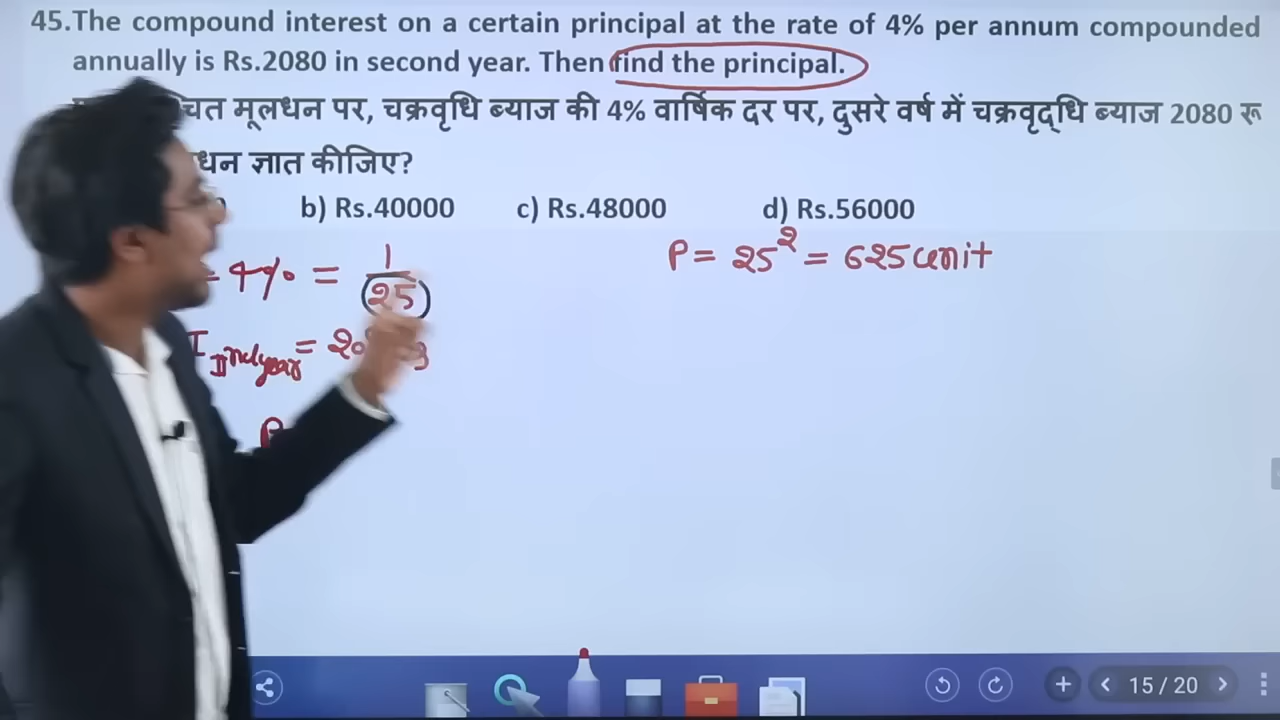 45.The compound interest on a certain principal at the rate of 4% per annum compounded
annually is Rs.2080 in second year. Then find the principal.
मूलधन पर, चक्रवृधि ब्याज की 4% वार्षिक दर पर, दुसरे वर्ष में चक्रवृद्धि ब्याज 2080 रू
ज्ञात कीजिए?
b) Rs.40000 c) Rs.48000 d) Rs.56000
P = 25² = 625 unit
4% = 1/25
IIndyear =
P
15 / 20